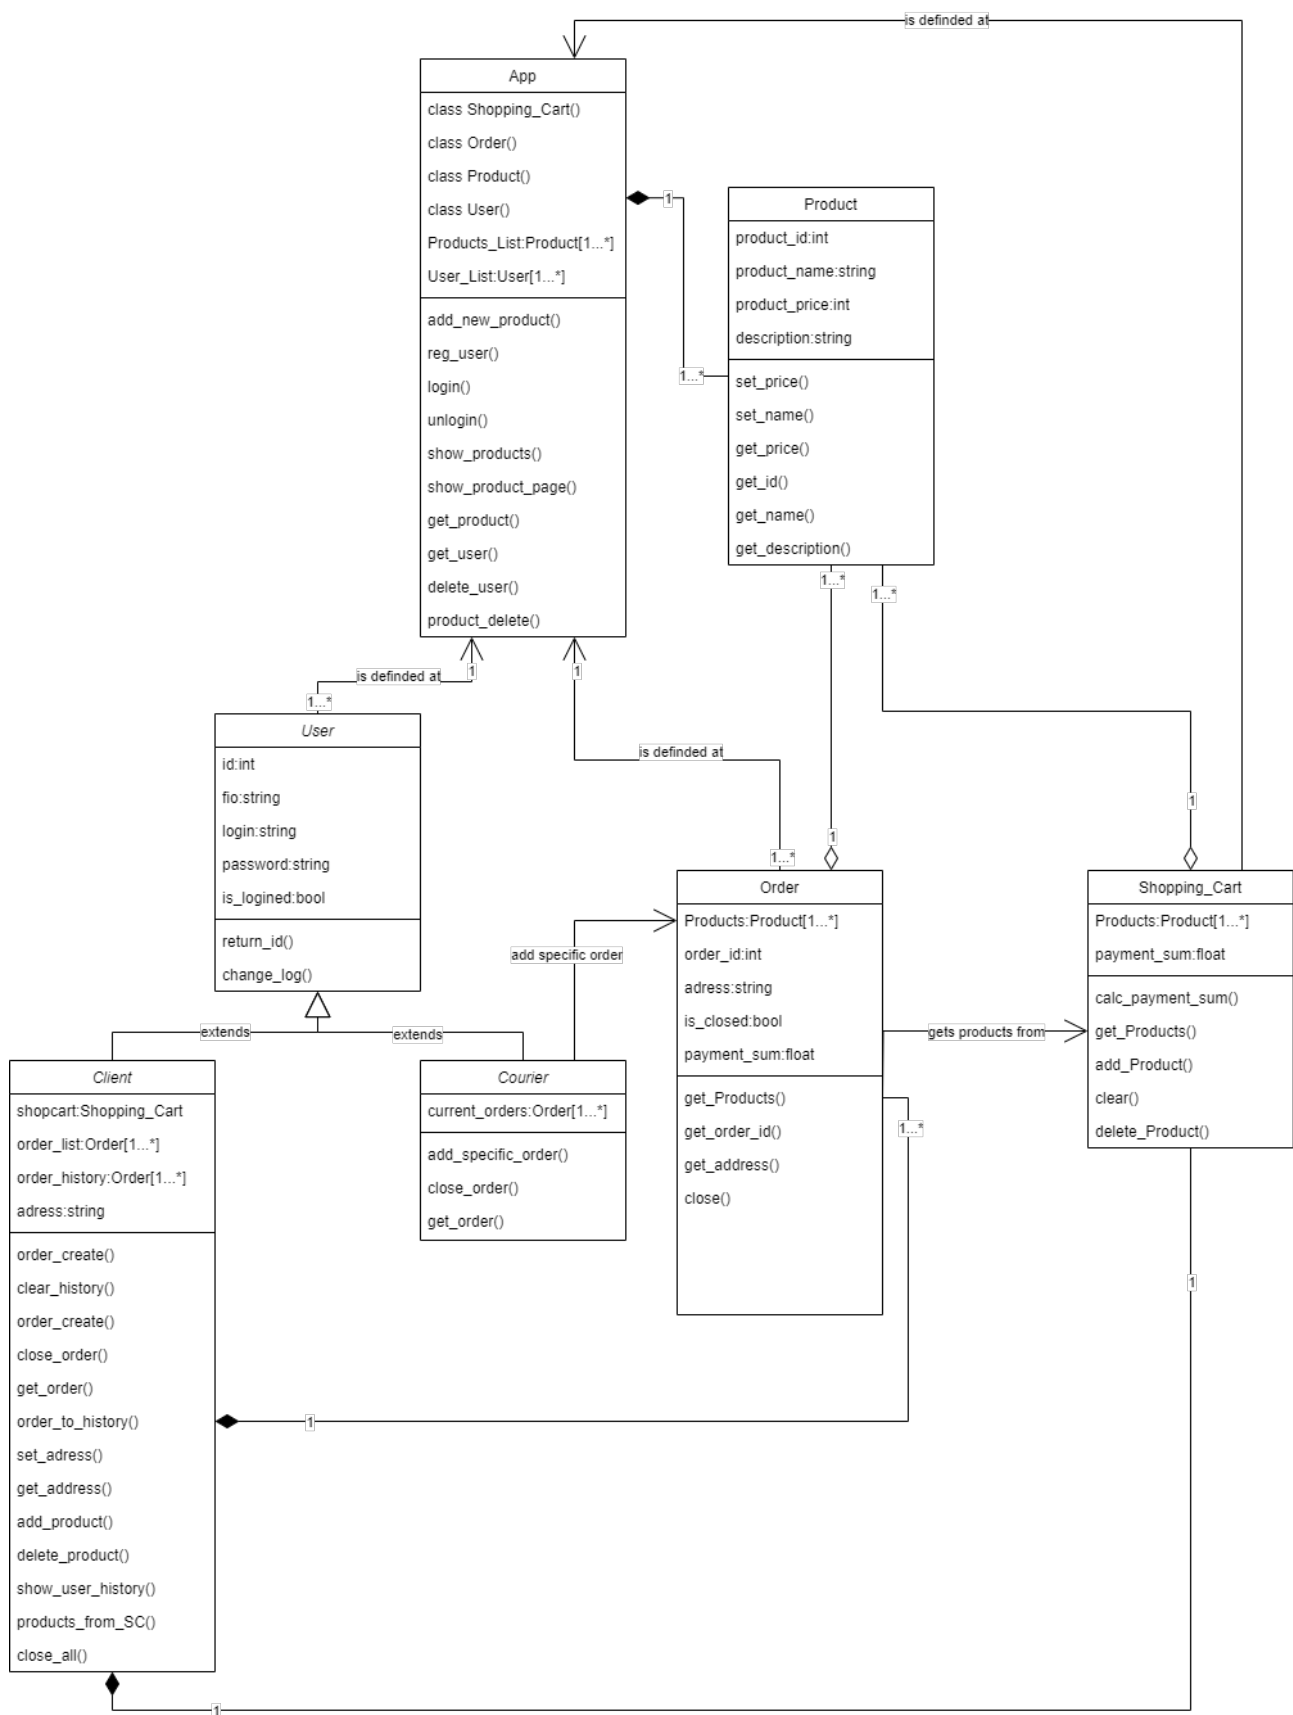 is definded at
App
class Shopping_Cart()
class Order()
class Product()
class User()
Products_List:Product[1...*]
User_List:User[1...*]
add_new_product()
reg_user()
login()
unlogin()
show_products()
show_product_page()
get_product()
get_user()
delete_user()
product_delete()
1
1...*
Product
product_id:int
product_name:string
product_price:int
description:string
set_price()
set_name()
get_price()
get_id()
get_name()
get_description()
1...*
1...*
1
is definded at
1...*
1
is definded at
1...*
1
1
User
id:int
fio:string
login:string
password:string
is_logined:bool
return_id()
change_log()
extends
extends
add specific order
Order
Products:Product[1...*]
order_id:int
adress:string
is_closed:bool
payment_sum:float
get_Products()
get_order_id()
get_address()
close()
gets products from
1...*
Shopping_Cart
Products:Product[1...*]
payment_sum:float
calc_payment_sum()
get_Products()
add_Product()
clear()
delete_Product()
1
Client
shopcart:Shopping_Cart
order_list:Order[1...*]
order_history:Order[1...*]
adress:string
order_create()
clear_history()
order_create()
close_order()
get_order()
order_to_history()
set_adress()
get_address()
add_product()
delete_product()
show_user_history()
products_from_SC()
close_all()
Courier
current_orders:Order[1...*]
add_specific_order()
close_order()
get_order()
1
1